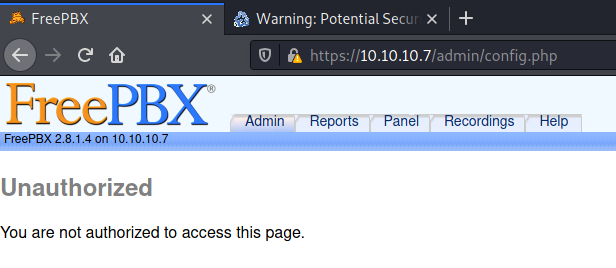 FreePBX
Warning: Potential Secur
https://10.10.10.7/admin/config.php
FreePBX®
Admin Reports Panel Recordings Help
FreePBX 2.8.1.4 on 10.10.10.7
Unauthorized
You are not authorized to access this page.